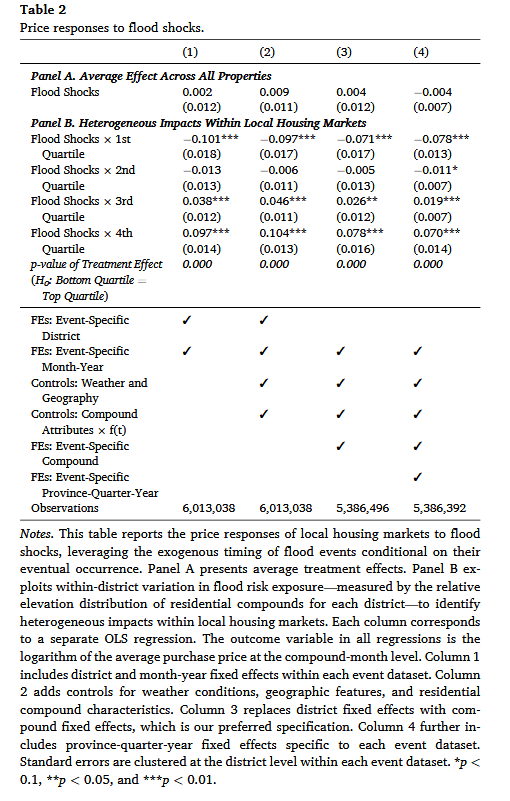 Table 2
Price responses to flood shocks.
(1) (2) (3) (4)
Panel A. Average Effect Across All Properties
Flood Shocks 0.002 0.009 0.004 −0.004
(0.012) (0.011) (0.012) (0.007)
Panel B. Heterogeneous Impacts Within Local Housing Markets
Flood Shocks × 1st −0.101*** −0.097*** −0.071*** −0.078***
Quartile (0.018) (0.017) (0.017) (0.013)
Flood Shocks × 2nd −0.013 −0.006 −0.005 −0.011*
Quartile (0.013) (0.011) (0.013) (0.007)
Flood Shocks × 3rd 0.038*** 0.046*** 0.026** 0.019***
Quartile (0.012) (0.011) (0.012) (0.007)
Flood Shocks × 4th 0.097*** 0.104*** 0.078*** 0.070***
Quartile (0.014) (0.013) (0.016) (0.014)
p-value of Treatment Effect 0.000 0.000 0.000 0.000
(H₀: Bottom Quartile =
Top Quartile)
FEs: Event-Specific ✓ ✓
District
FEs: Event-Specific ✓ ✓ ✓ ✓
Month-Year
Controls: Weather and ✓ ✓ ✓
Geography
Controls: Compound ✓ ✓ ✓
Attributes × f(t)
FEs: Event-Specific ✓ ✓
Compound
FEs: Event-Specific ✓
Province-Quarter-Year
Observations 6,013,038 6,013,038 5,386,496 5,386,392
Notes. This table reports the price responses of local housing markets to flood
shocks, leveraging the exogenous timing of flood events conditional on their
eventual occurrence. Panel A presents average treatment effects. Panel B ex-
ploits within-district variation in flood risk exposure—measured by the relative
elevation distribution of residential compounds for each district—to identify
heterogeneous impacts within local housing markets. Each column corresponds
to a separate OLS regression. The outcome variable in all regressions is the
logarithm of the average purchase price at the compound-month level. Column 1
includes district and month-year fixed effects within each event dataset. Column
2 adds controls for weather conditions, geographic features, and residential
compound characteristics. Column 3 replaces district fixed effects with com-
pound fixed effects, which is our preferred specification. Column 4 further in-
cludes province-quarter-year fixed effects specific to each event dataset.
Standard errors are clustered at the district level within each event dataset. *p <
0.1, **p < 0.05, and ***p < 0.01.